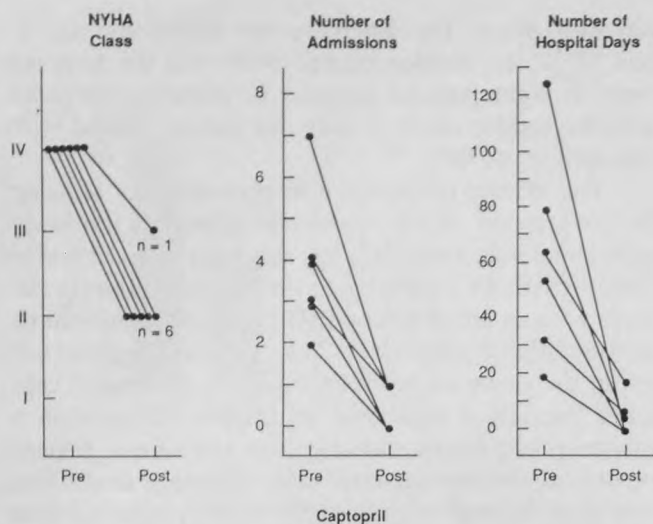 NYHA
Class
IV
III
II
I
n = 1
n = 6
Pre
Post
Number of
Admissions
8
6
4
2
0
Pre
Post
Number of
Hospital Days
120
100
80
60
40
20
0
Pre
Post
Captopril